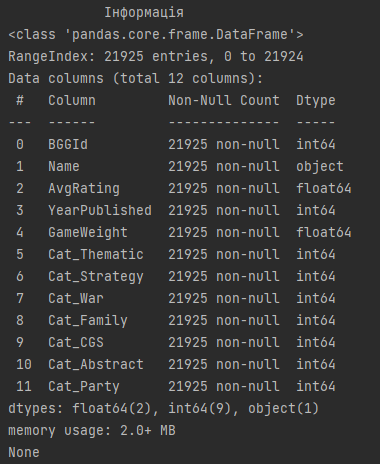 Інформація
<class 'pandas.core.frame.DataFrame'>
RangeIndex: 21925 entries, 0 to 21924
Data columns (total 12 columns):
 #   Column         Non-Null Count  Dtype
---  ------         --------------  -----
 0   BGGId          21925 non-null  int64
 1   Name           21925 non-null  object
 2   AvgRating      21925 non-null  float64
 3   YearPublished  21925 non-null  int64
 4   GameWeight     21925 non-null  float64
 5   Cat_Thematic   21925 non-null  int64
 6   Cat_Strategy   21925 non-null  int64
 7   Cat_War        21925 non-null  int64
 8   Cat_Family     21925 non-null  int64
 9   Cat_CGS        21925 non-null  int64
 10  Cat_Abstract   21925 non-null  int64
 11  Cat_Party      21925 non-null  int64
dtypes: float64(2), int64(9), object(1)
memory usage: 2.0+ MB
None